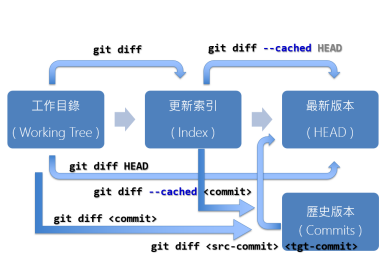 git diff
git diff --cached HEAD
工作目錄
( Working Tree )
更新索引
( Index )
最新版本
( HEAD )
git diff HEAD
git diff --cached <commit>
git diff <commit>
歷史版本
( Commits )
git diff <src-commit> <tgt-commit>